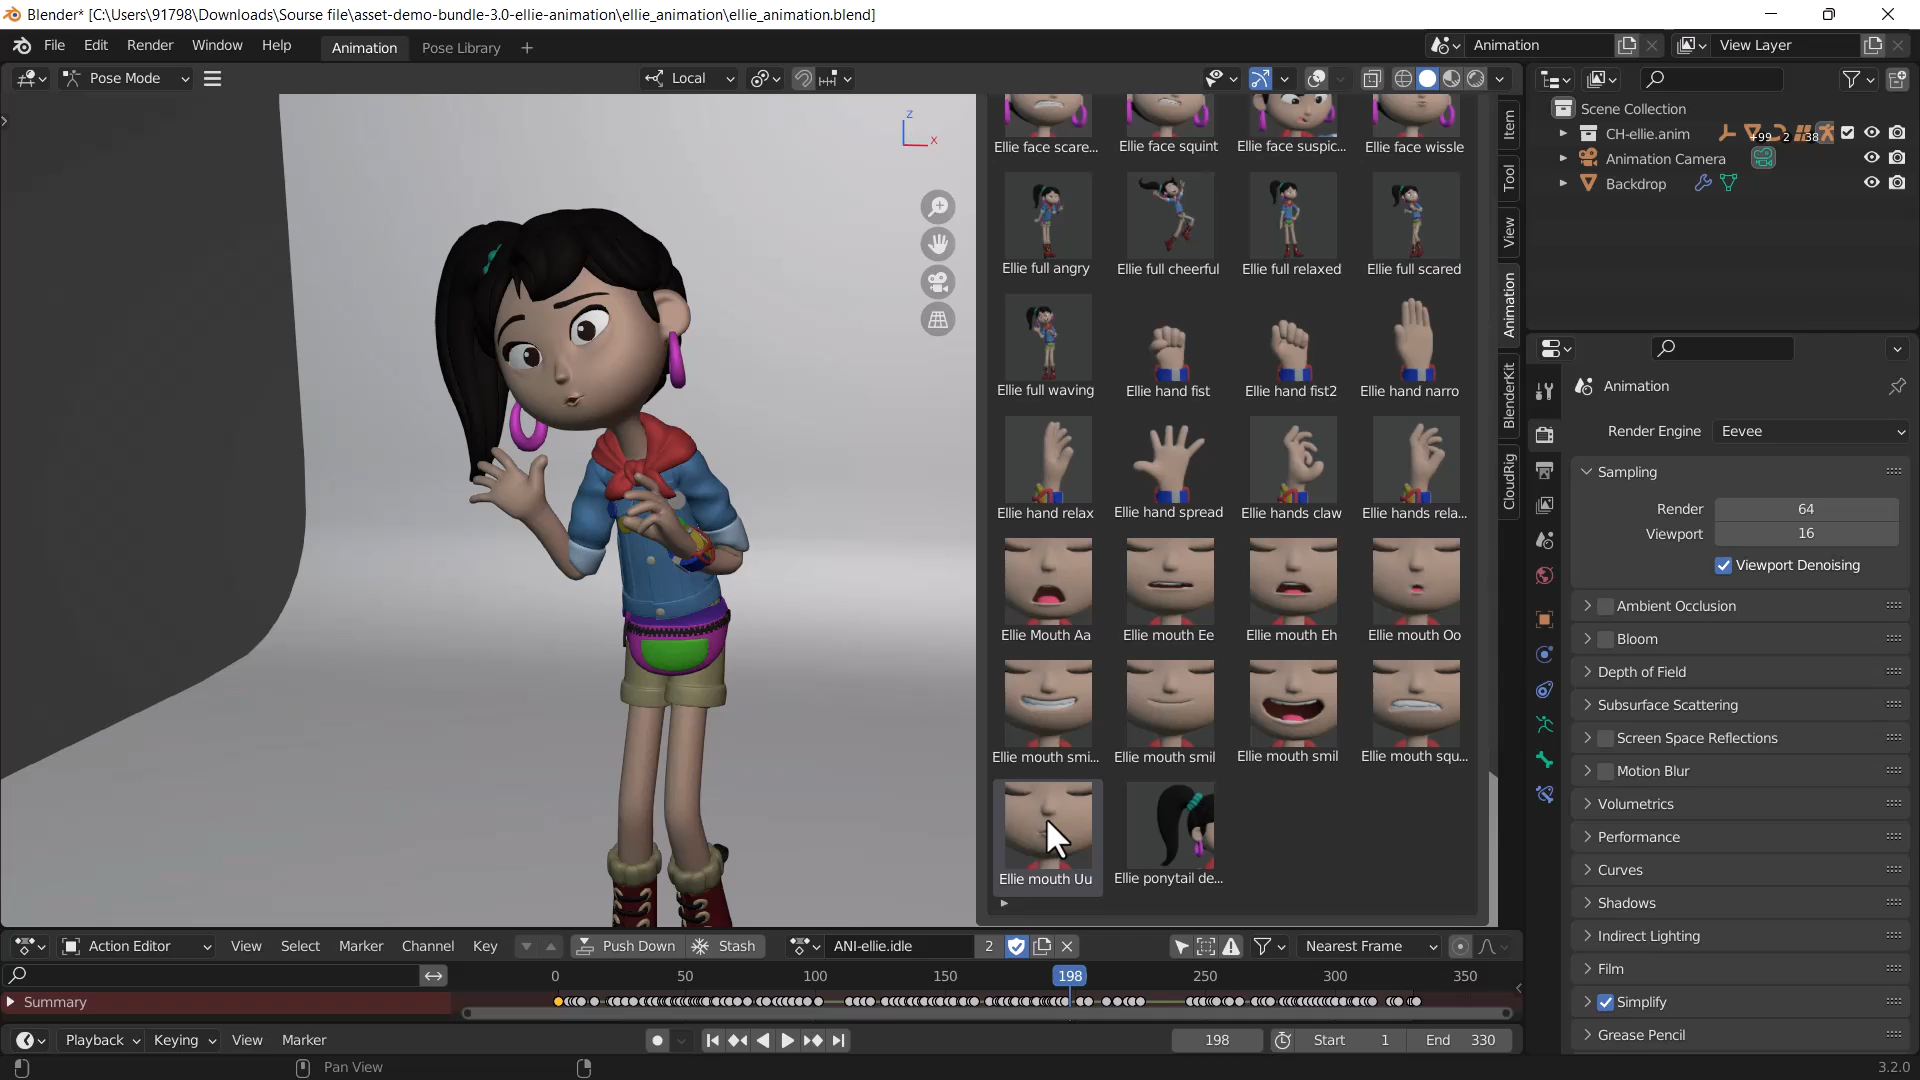 Blender* [C:\Users\91798\Downloads\Sourse file\asset-demo-bundle-3.0-ellie-animation\ellie_animation\ellie_animation.blend]
File Edit Render Window Help Animation Pose Library + Animation View Layer
Pose Mode Local
Z
X
Ellie face scare... Ellie face squint Ellie face suspic... Ellie face wissle
Ellie full angry Ellie full cheerful Ellie full relaxed Ellie full scared
Ellie full waving Ellie hand fist Ellie hand fist2 Ellie hand narro
Ellie hand relax Ellie hand spread Ellie hands claw Ellie hands rela...
Ellie Mouth Aa Ellie mouth Ee Ellie mouth Eh Ellie mouth Oo
Ellie mouth smi... Ellie mouth smil Ellie mouth smil Ellie mouth squ...
Ellie mouth Uu Ellie ponytail de...
Item
Tool
View
Animation
BlenderKit
CloudRig
Scene Collection
CH-ellie.anim +99 2 38
Animation Camera
Backdrop
Animation
Render Engine Eevee
Sampling
Render 64
Viewport 16
Viewport Denoising
Ambient Occlusion
Bloom
Depth of Field
Subsurface Scattering
Screen Space Reflections
Motion Blur
Volumetrics
Performance
Curves
Shadows
Indirect Lighting
Film
Simplify
Grease Pencil
Action Editor View Select Marker Channel Key Push Down Stash ANI-ellie.idle 2 Nearest Frame
0 50 100 150 198 250 300 350
Summary
Playback Keying View Marker 198 Start 1 End 330
Pan View 3.2.0